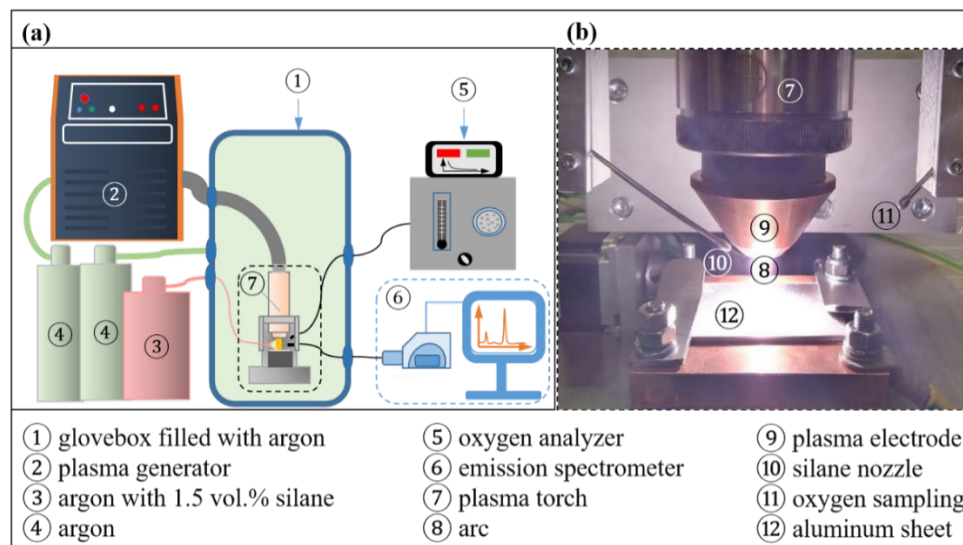 (a)
(b)
①
⑤
②
⑦
⑥
④
④
③
⑦
⑪
⑨
⑩
⑧
⑫
① glovebox filled with argon
② plasma generator
③ argon with 1.5 vol.% silane
④ argon
⑤ oxygen analyzer
⑥ emission spectrometer
⑦ plasma torch
⑧ arc
⑨ plasma electrode
⑩ silane nozzle
⑪ oxygen sampling
⑫ aluminum sheet